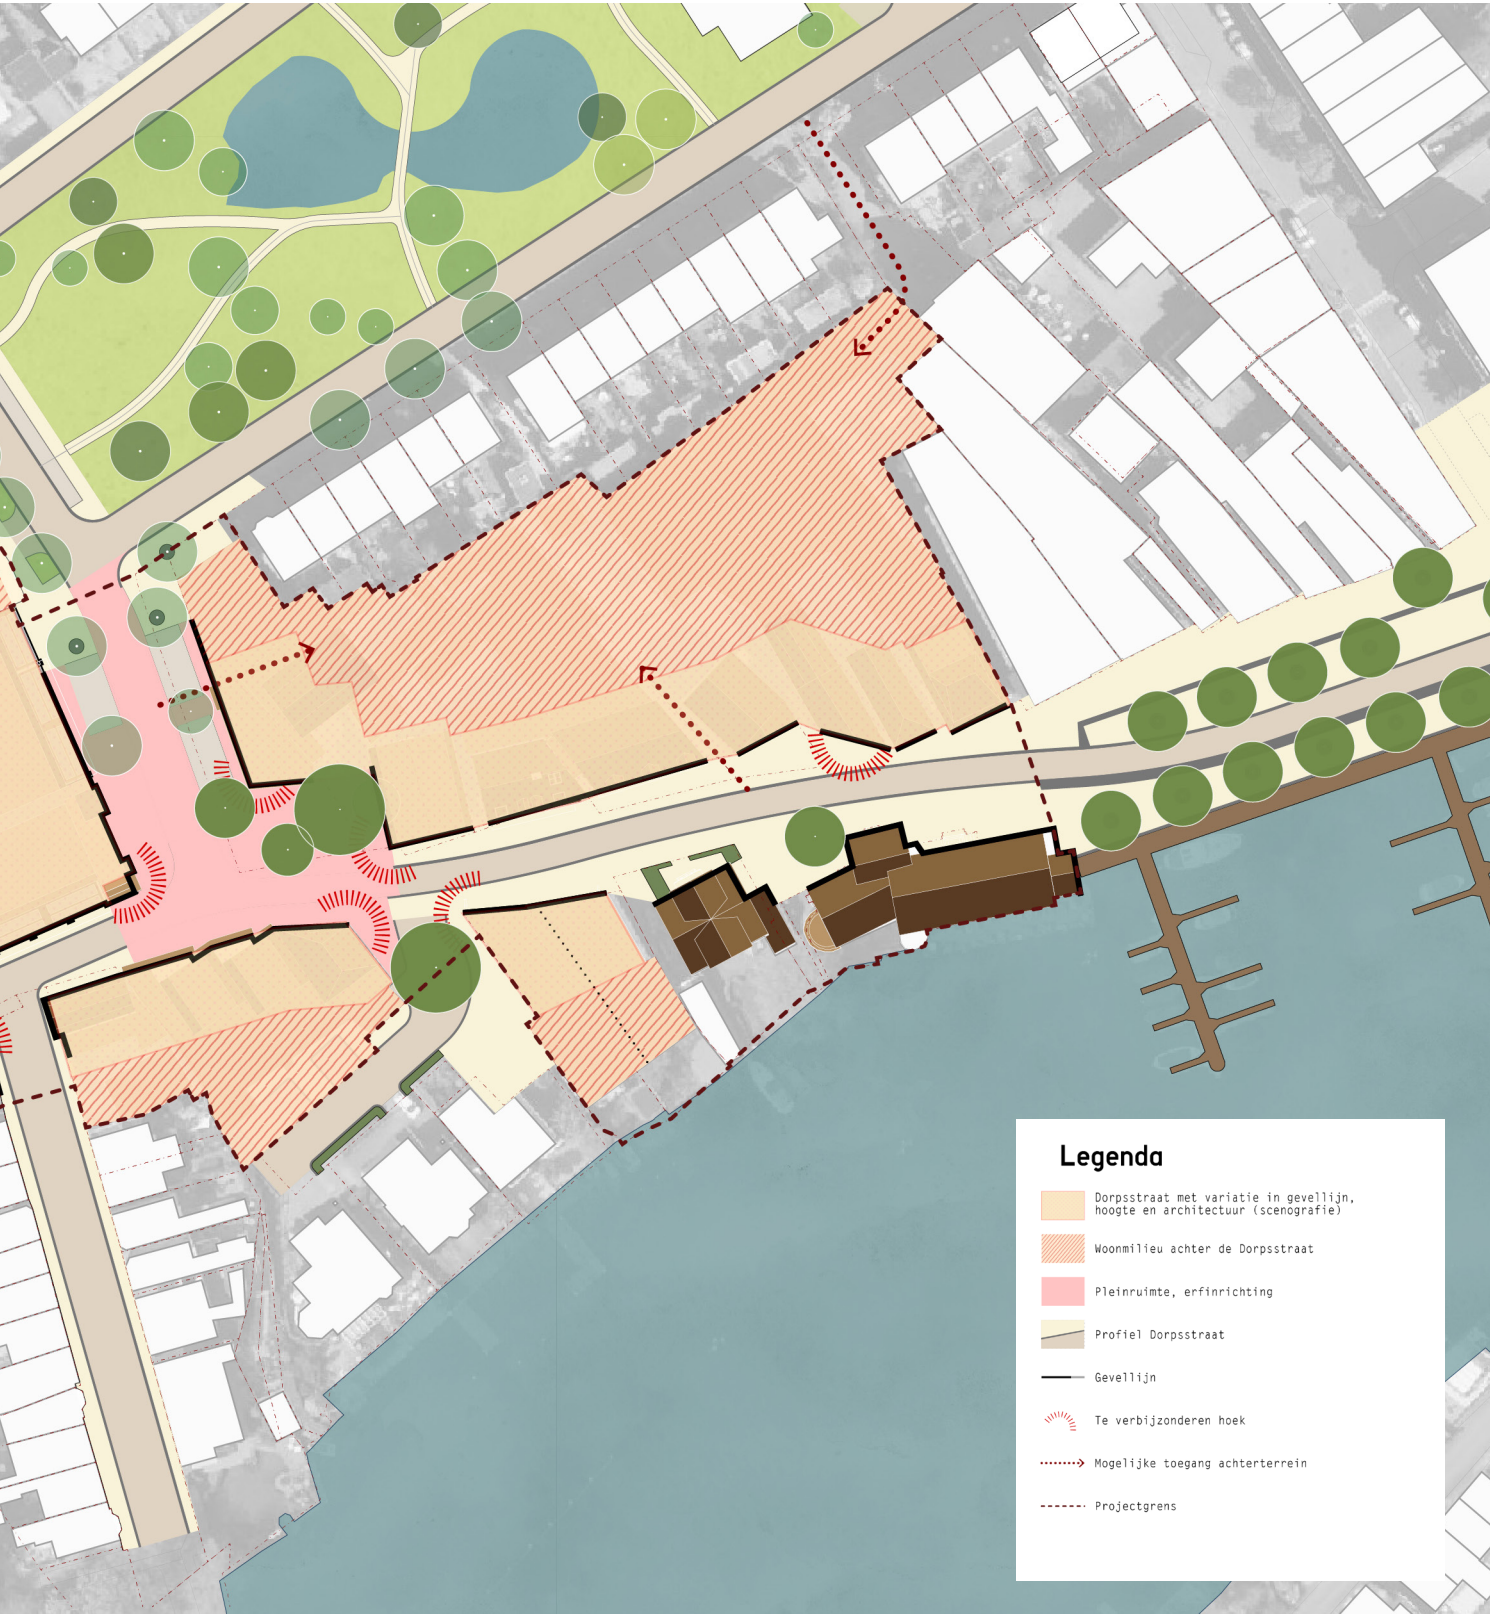 Legenda
Dorpsstraat met variatie in gevellijn,
hoogte en architectuur (scenografie)
Woonmilieu achter de Dorpsstraat
Pleinruimte, erfinrichting
Profiel Dorpsstraat
Gevellijn
Te verbijzonderen hoek
Mogelijke toegang achterterrein
Projectgrens